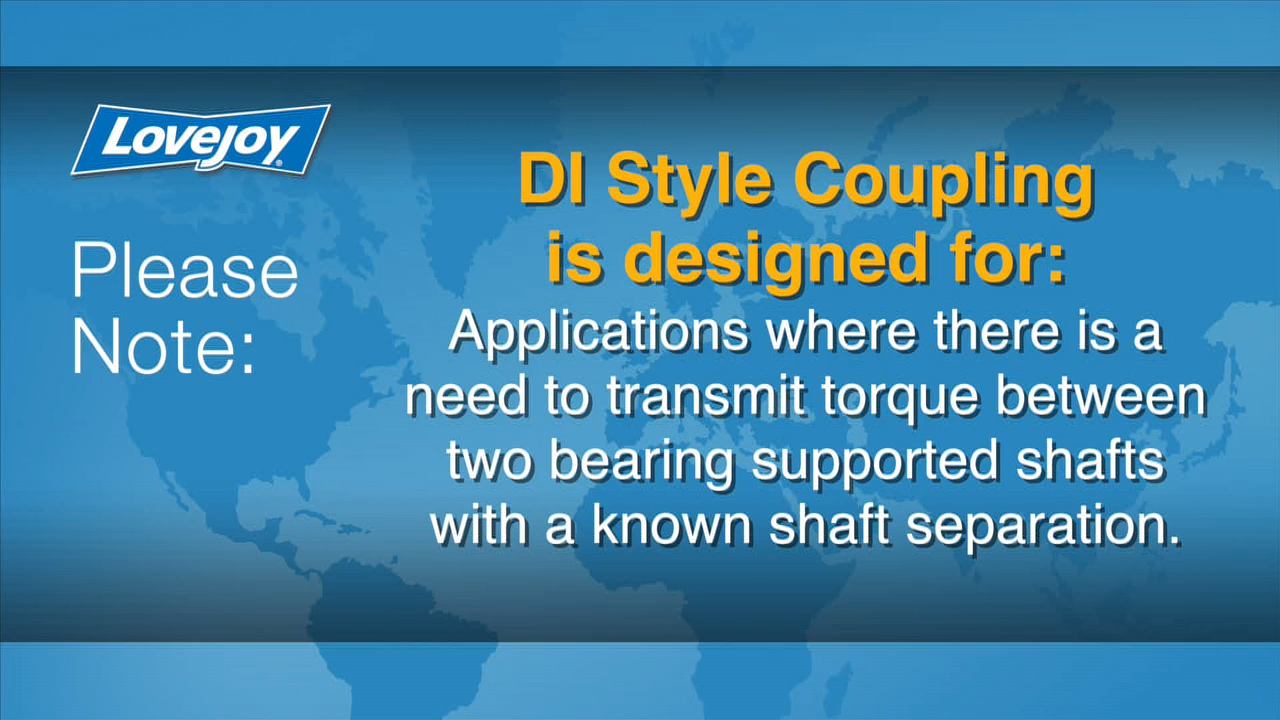 Lovejoy®
Please
Note:
DI Style Coupling
is designed for:
Applications where there is a
need to transmit torque between
two bearing supported shafts
with a known shaft separation.